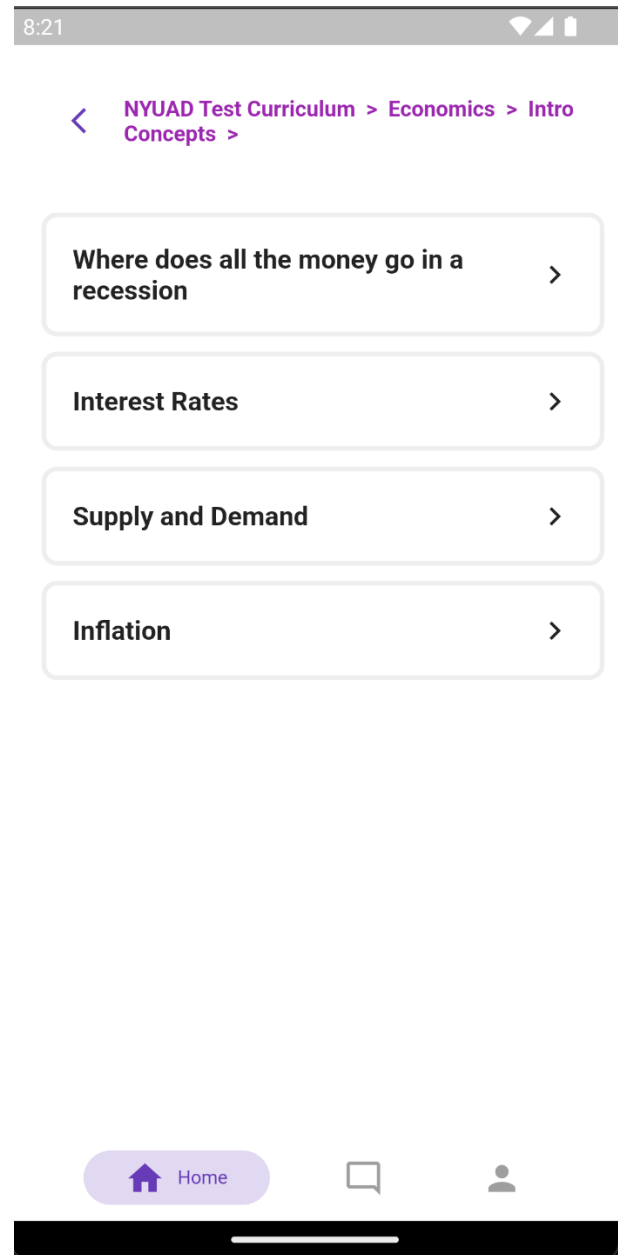 8:21
NYUAD Test Curriculum > Economics > Intro
Concepts >
Where does all the money go in a
recession
Interest Rates
Supply and Demand
Inflation
Home